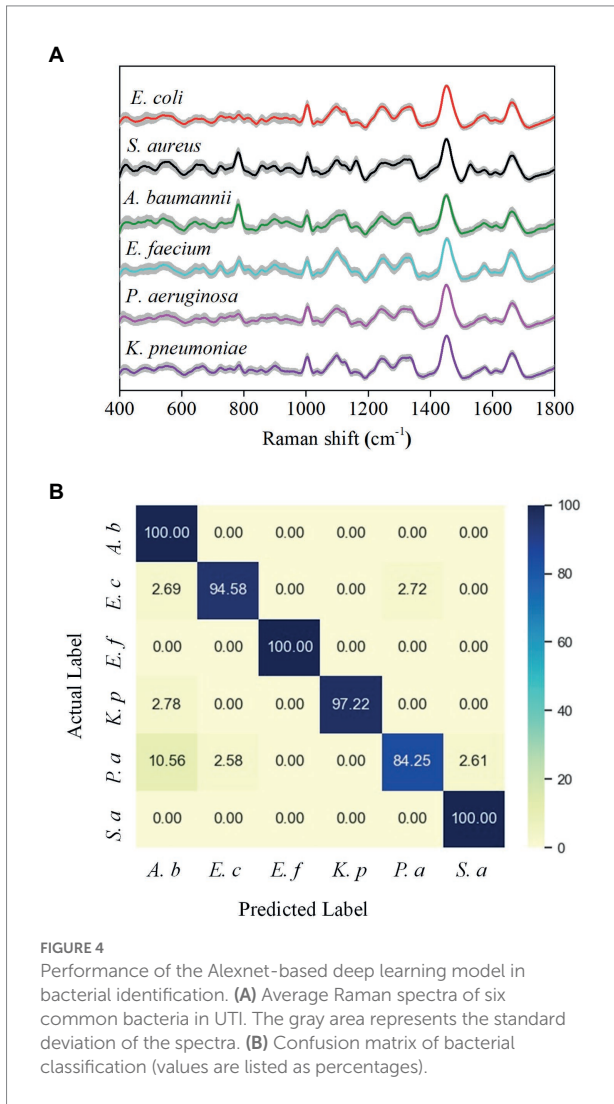 A
E. coli
S. aureus
A. baumannii
E. faecium
P. aeruginosa
K. pneumoniae
400 600 800 1000 1200 1400 1600 1800
Raman shift (cm⁻¹)
B
Actual Label
A. b 100.00 0.00 0.00 0.00 0.00 0.00
E. c 2.69 94.58 0.00 0.00 2.72 0.00
E. f 0.00 0.00 100.00 0.00 0.00 0.00
K. p 2.78 0.00 0.00 97.22 0.00 0.00
P. a 10.56 2.58 0.00 0.00 84.25 2.61
S. a 0.00 0.00 0.00 0.00 0.00 100.00
A. b E. c E. f K. p P. a S. a
Predicted Label
100
80
60
40
20
0
FIGURE 4
Performance of the Alexnet-based deep learning model in
bacterial identification. (A) Average Raman spectra of six
common bacteria in UTI. The gray area represents the standard
deviation of the spectra. (B) Confusion matrix of bacterial
classification (values are listed as percentages).